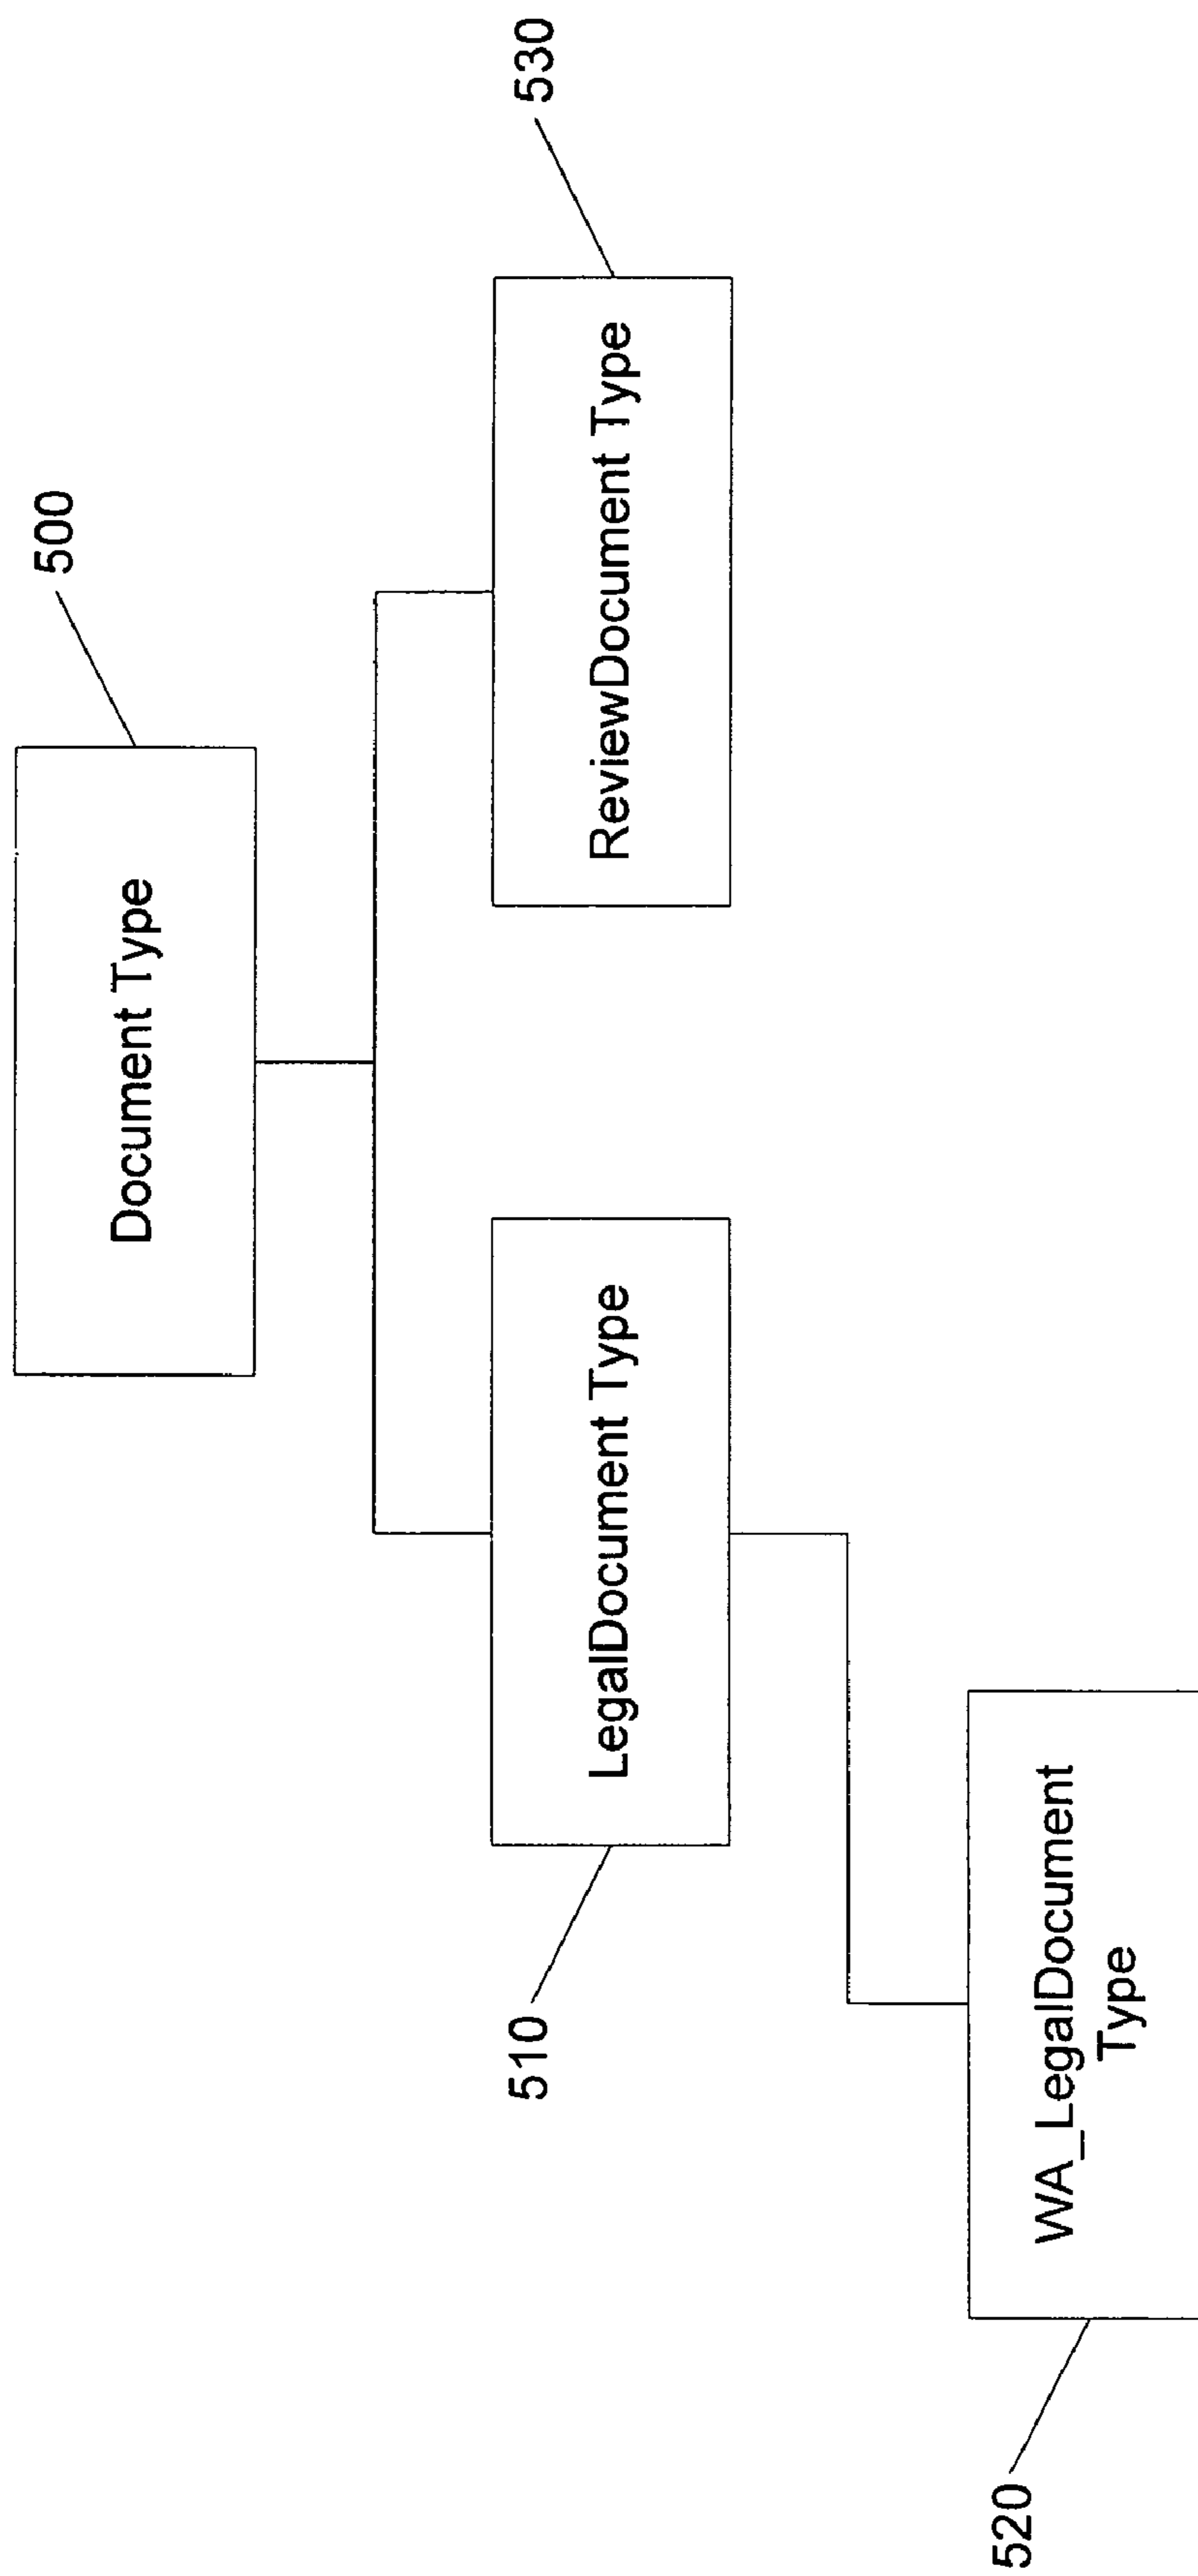 500
Document Type
530
LegalDocument Type
ReviewDocument Type
510
WA_LegalDocument
Type
520